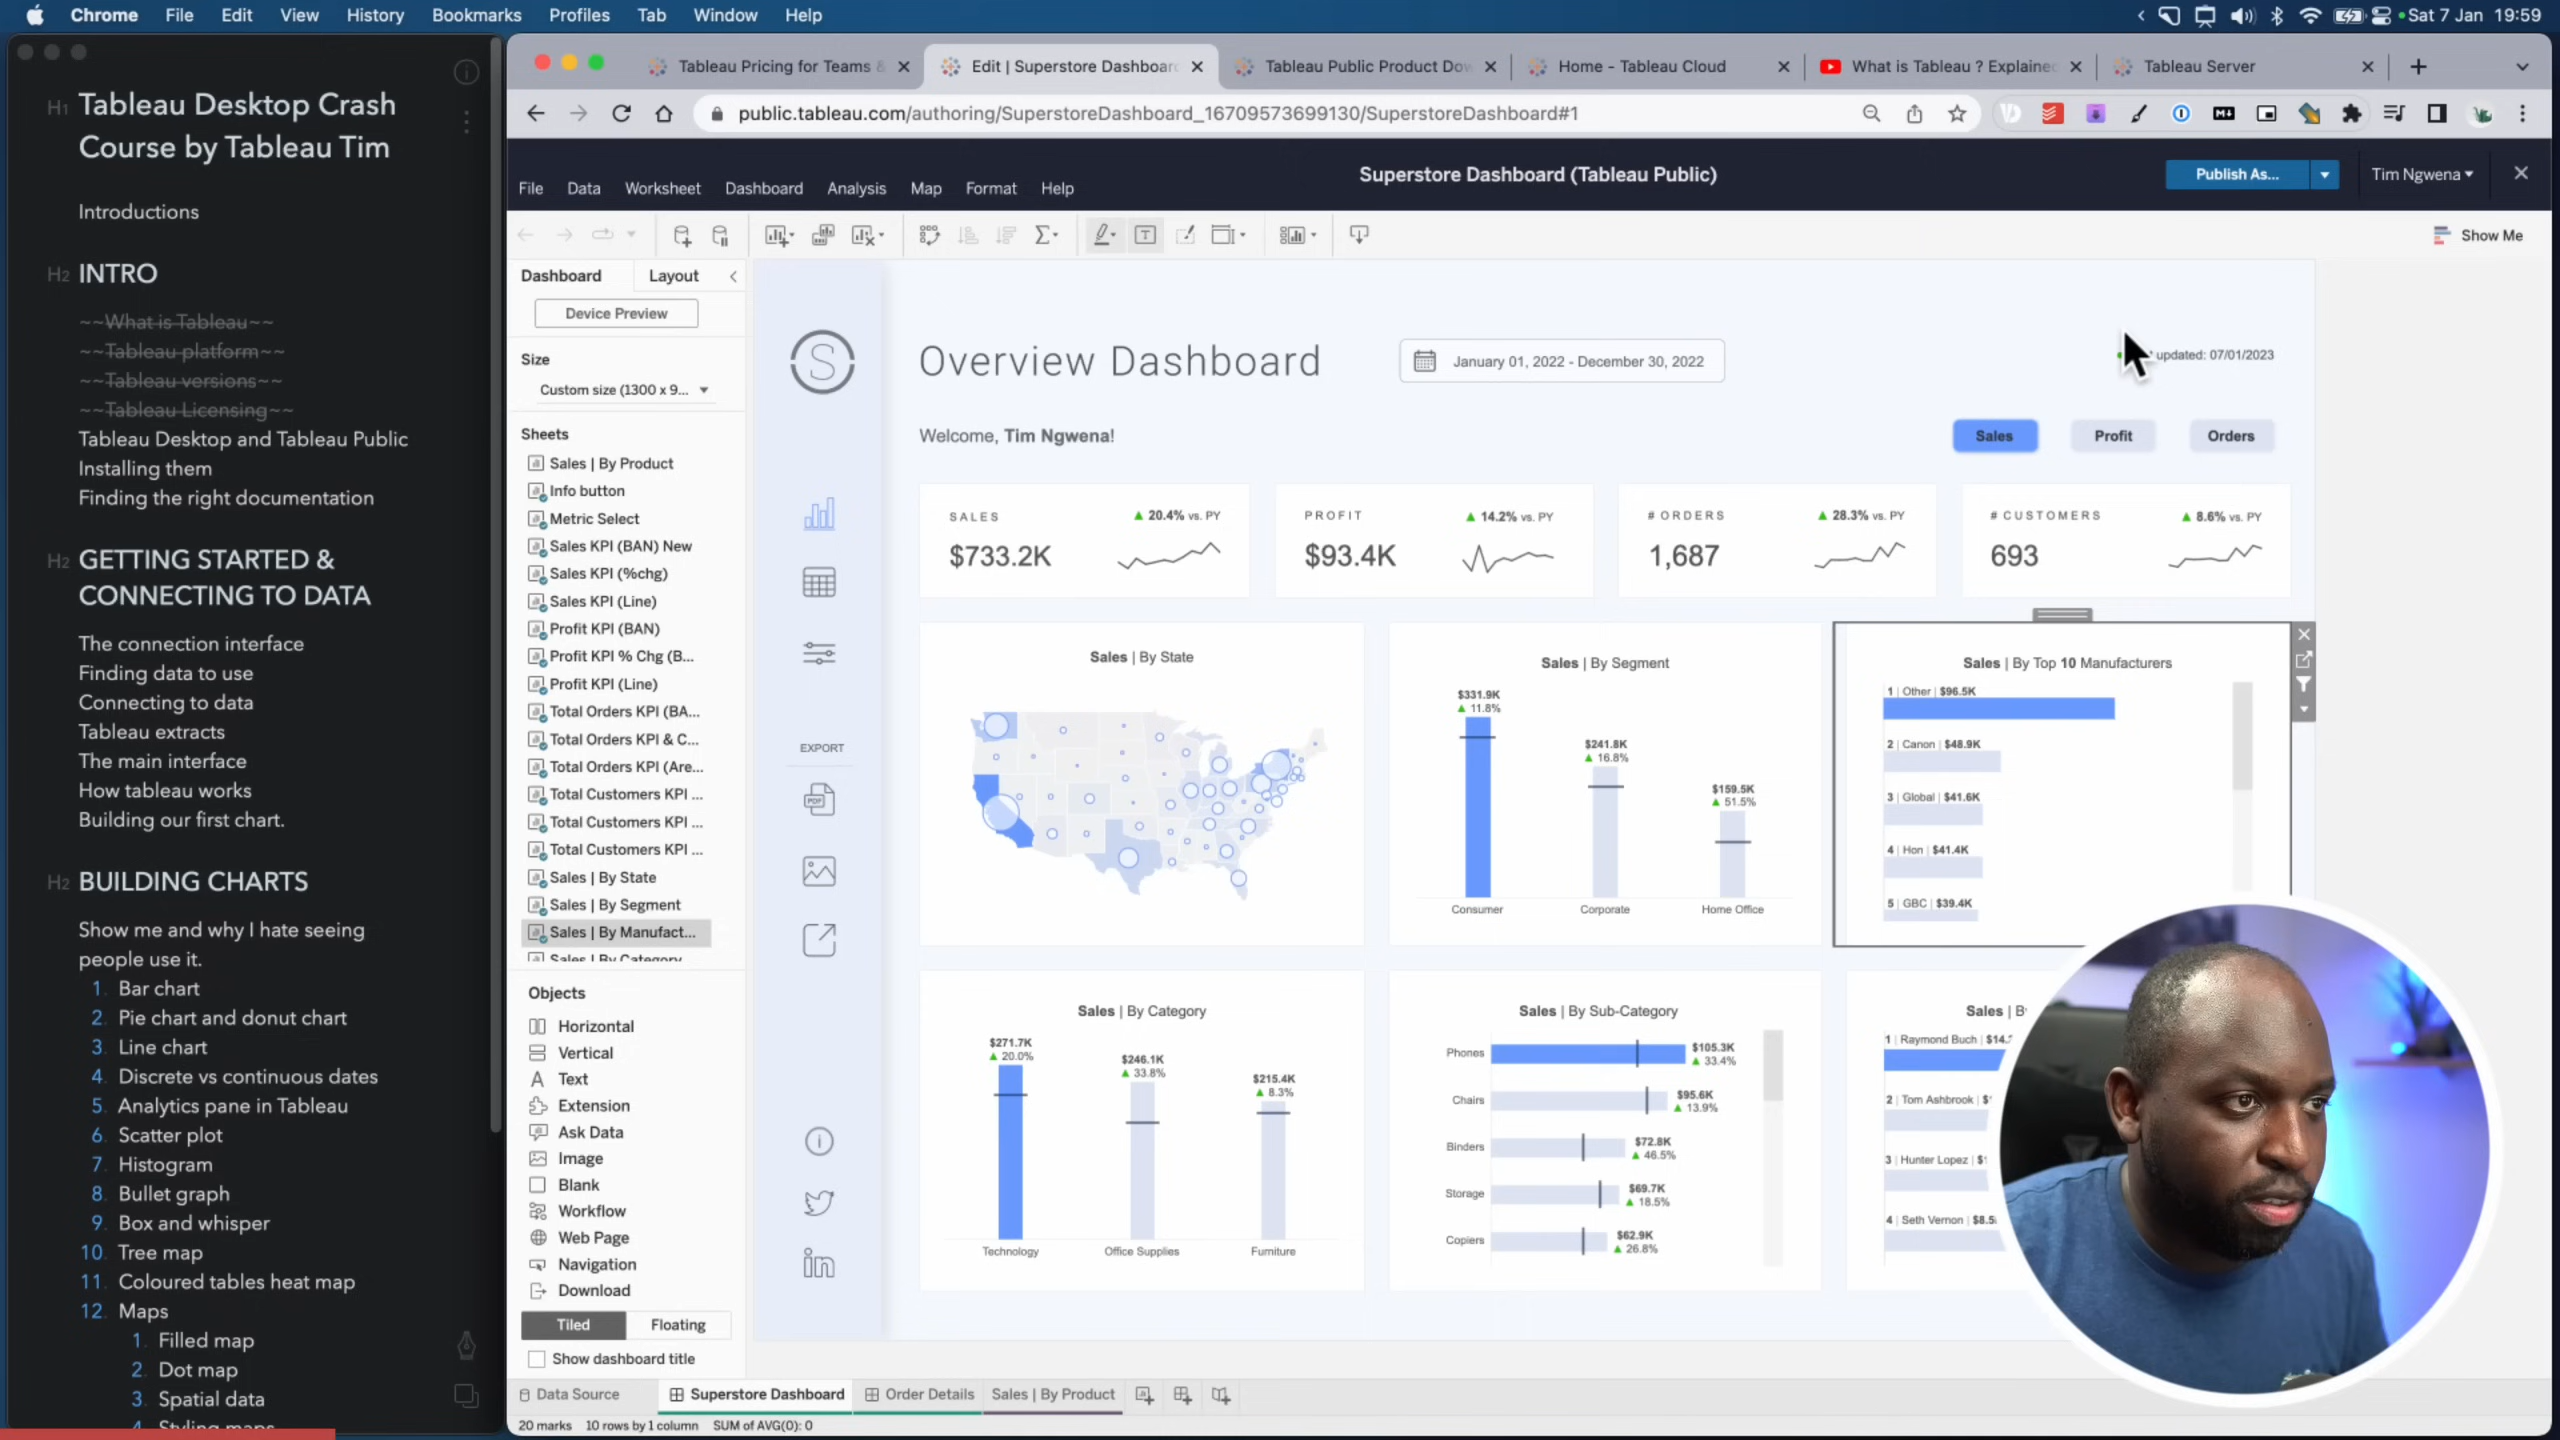 Chrome File Edit View History Bookmarks Profiles Tab Window Help
Sat 7 Jan 19:59
H1 Tableau Desktop Crash
Course by Tableau Tim
Introductions
H2 INTRO
~~What is Tableau~~
~~Tableau platform~~
~~Tableau versions~~
~~Tableau Licensing~~
Tableau Desktop and Tableau Public
Installing them
Finding the right documentation
H2 GETTING STARTED &
CONNECTING TO DATA
The connection interface
Finding data to use
Connecting to data
Tableau extracts
The main interface
How tableau works
Building our first chart.
H2 BUILDING CHARTS
Show me and why I hate seeing
people use it.
1. Bar chart
2. Pie chart and donut chart
3. Line chart
4. Discrete vs continuous dates
5. Analytics pane in Tableau
6. Scatter plot
7. Histogram
8. Bullet graph
9. Box and whisper
10. Tree map
11. Coloured tables heat map
12. Maps
1. Filled map
2. Dot map
3. Spatial data
4. Styling maps
Tableau Pricing for Teams &
Edit | Superstore Dashboard
Tableau Public Product Dow
Home - Tableau Cloud
What is Tableau ? Explained
Tableau Server
public.tableau.com/authoring/SuperstoreDashboard_16709573699130/SuperstoreDashboard#1
Superstore Dashboard (Tableau Public)
Publish As...
Tim Ngwena
File Data Worksheet Dashboard Analysis Map Format Help
Show Me
Dashboard Layout
Device Preview
Size
Custom size (1300 x 9...
Sheets
Sales | By Product
Info button
Metric Select
Sales KPI (BAN) New
Sales KPI (%chg)
Sales KPI (Line)
Profit KPI (BAN)
Profit KPI % Chg (B...
Profit KPI (Line)
Total Orders KPI (BA...
Total Orders KPI & C...
Total Orders KPI (Are...
Total Customers KPI ...
Total Customers KPI ...
Total Customers KPI ...
Sales | By State
Sales | By Segment
Sales | By Manufact...
Sales | By Category
Objects
Horizontal
Vertical
Text
Extension
Ask Data
Image
Blank
Workflow
Web Page
Navigation
Download
Tiled Floating
Show dashboard title
S
EXPORT
PDF
Overview Dashboard
January 01, 2022 - December 30, 2022
updated: 07/01/2023
Welcome, Tim Ngwena!
Sales Profit Orders
SALES
▲ 20.4% vs. PY
$733.2K
PROFIT
▲ 14.2% vs. PY
$93.4K
# ORDERS
▲ 28.3% vs. PY
1,687
# CUSTOMERS
▲ 8.6% vs. PY
693
Sales | By State
Sales | By Segment
$331.9K
▲ 11.8%
$241.8K
▲ 16.8%
$159.5K
▲ 51.5%
Consumer Corporate Home Office
Sales | By Top 10 Manufacturers
1 | Other | $96.5K
2 | Canon | $48.9K
3 | Global | $41.6K
4 | Hon | $41.4K
5 | GBC | $39.4K
Sales | By Category
$271.7K
▲ 20.0%
$246.1K
▲ 33.8%
$215.4K
▲ 8.3%
Technology Office Supplies Furniture
Sales | By Sub-Category
Phones $105.3K
▲ 33.4%
Chairs $95.6K
▲ 13.9%
Binders $72.8K
▲ 46.5%
Storage $69.7K
▲ 18.5%
Copiers $62.9K
▲ 26.8%
Sales | B
1 | Raymond Buch | $14.
2 | Tom Ashbrook | $
3 | Hunter Lopez | $
4 | Seth Vernon | $8.5
Data Source Superstore Dashboard Order Details Sales | By Product
20 marks 10 rows by 1 column SUM of AVG(0): 0